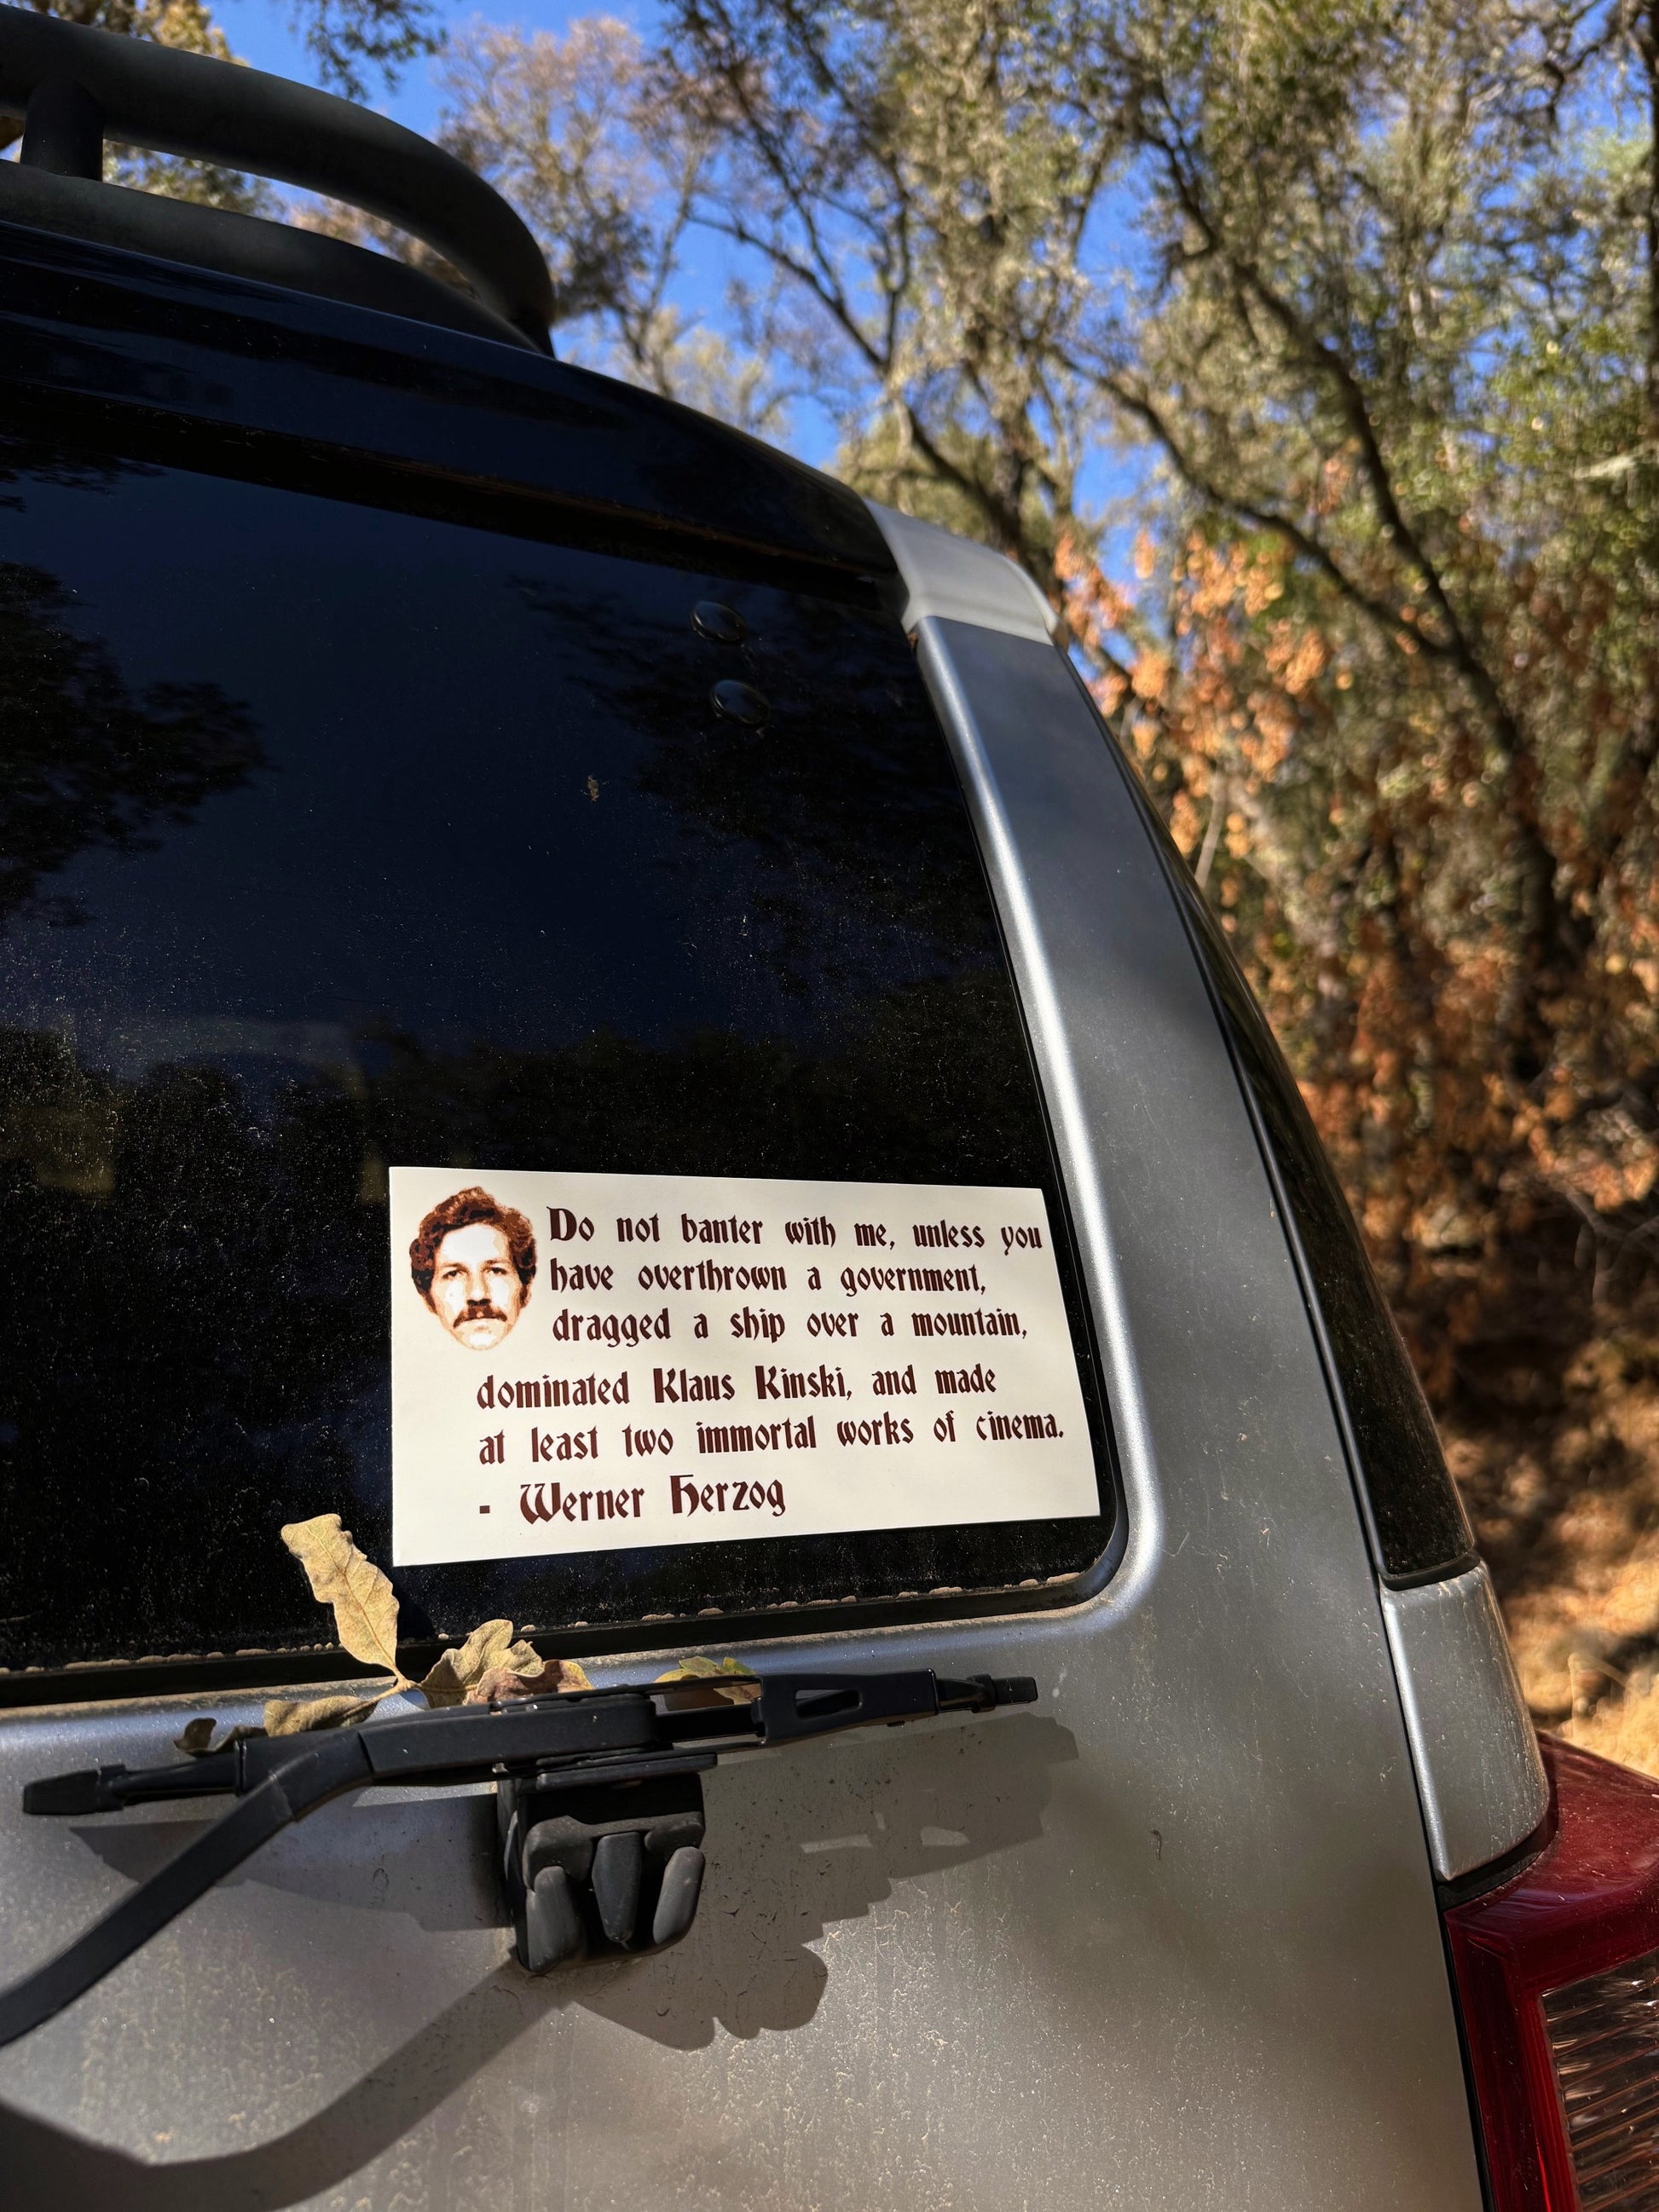 Do not banter with me, unless you
have overthrown a government,
dragged a ship over a mountain,
dominated Klaus Kinski, and made
at least two immortal works of cinema.
- Werner Herzog